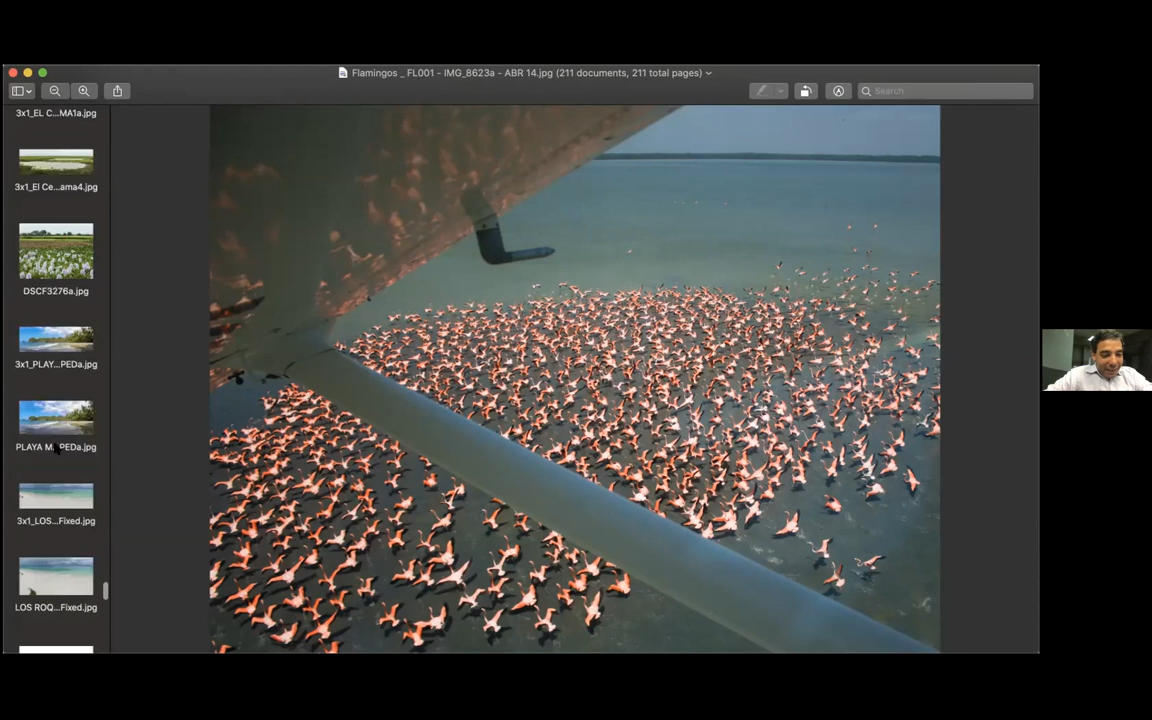 Flamingos _ FL001 - IMG_8623a - ABR 14.jpg (211 documents, 211 total pages)
Search
3x1_EL C...MA1a.jpg
3x1_El Ce...ama4.jpg
DSCF3276a.jpg
3x1_PLAY...PEDa.jpg
PLAYA M...PEDa.jpg
3x1_LOS...Fixed.jpg
LOS ROQ...Fixed.jpg